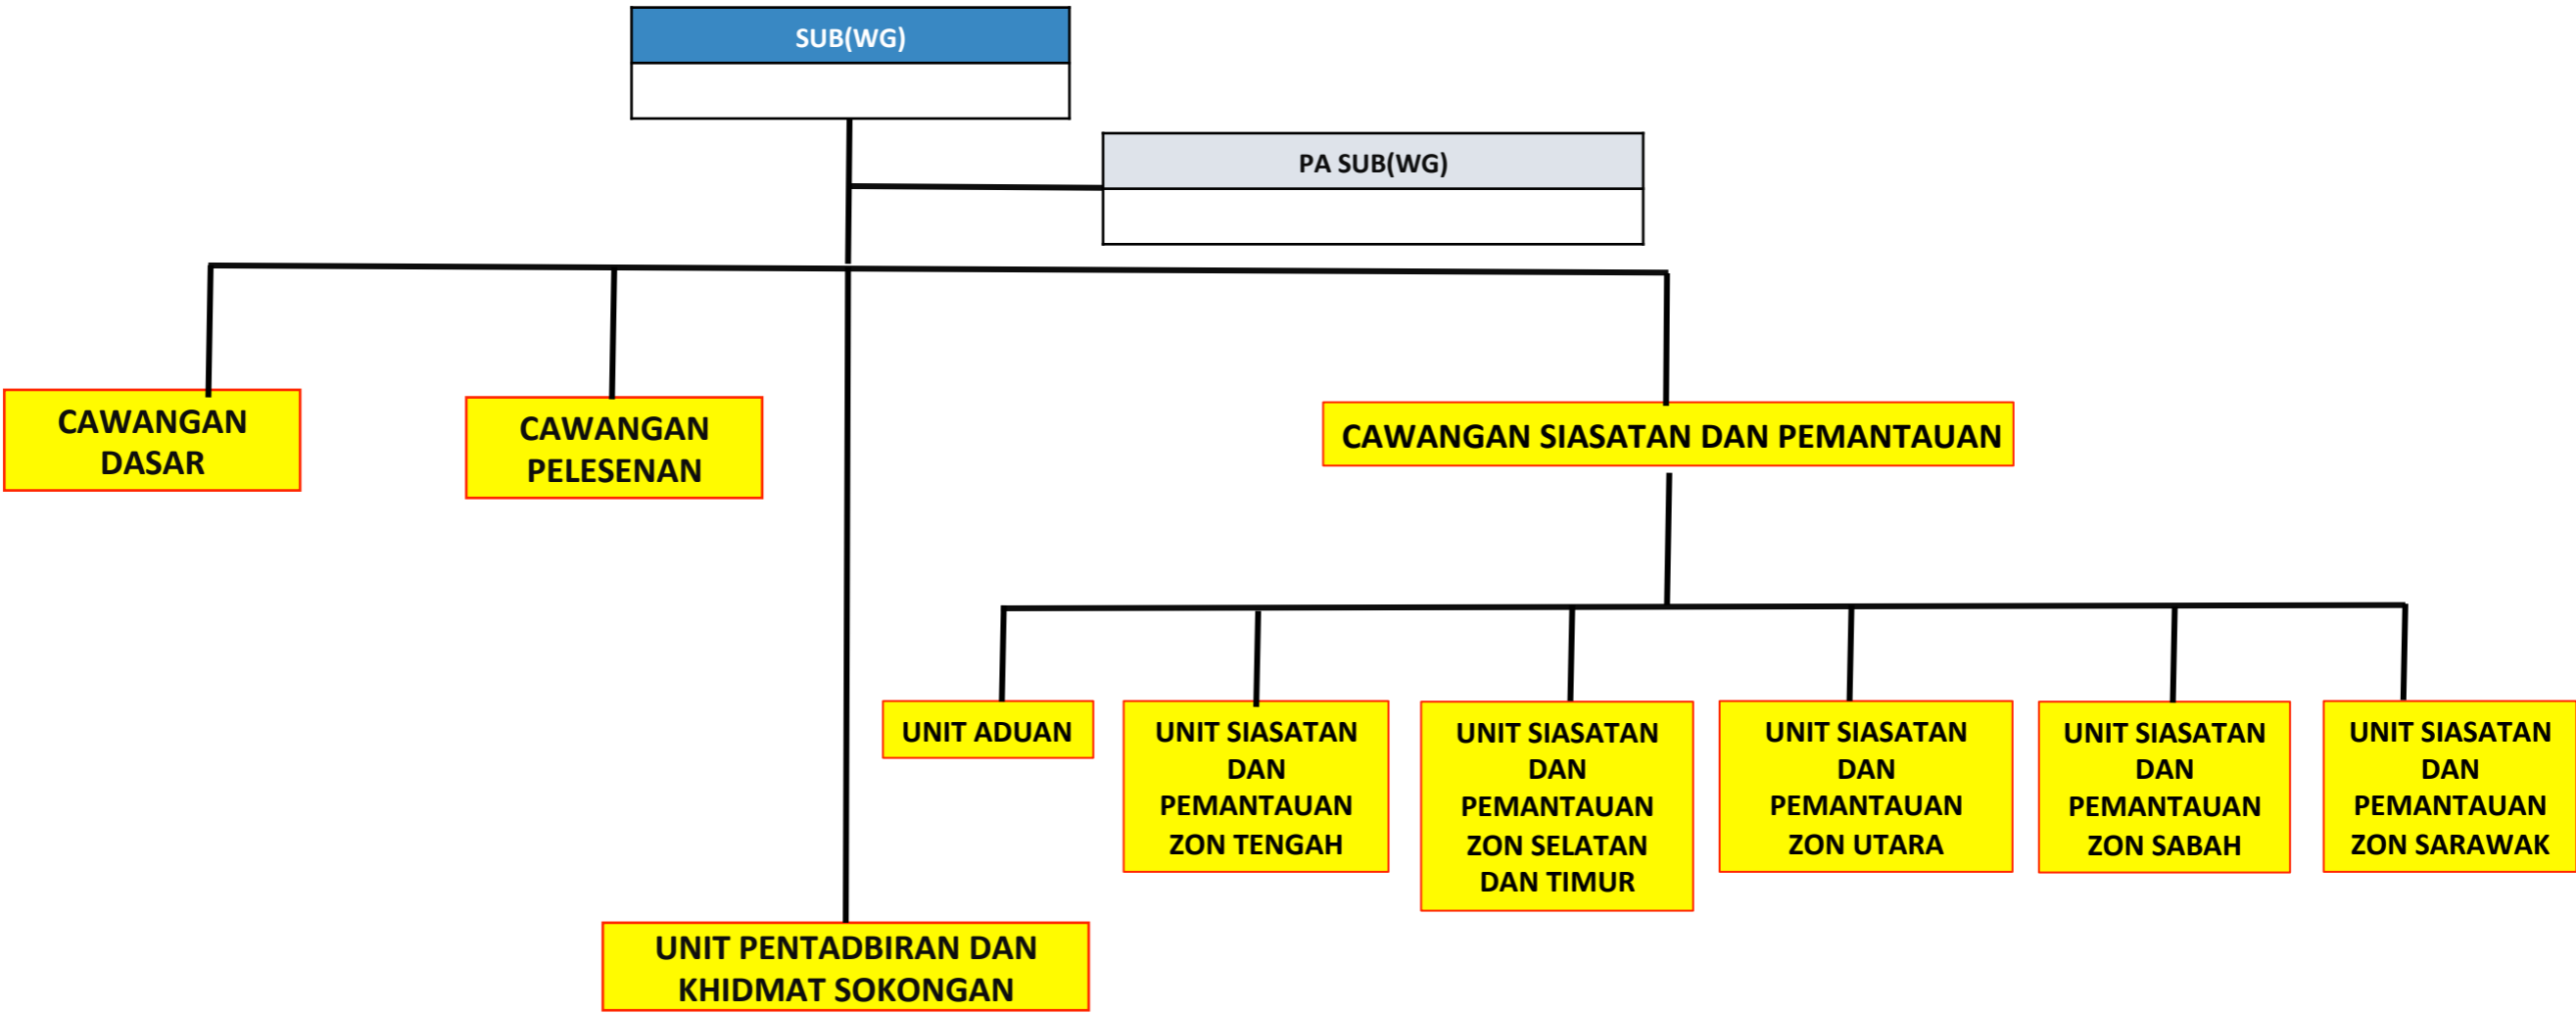 SUB(WG)
PA SUB(WG)
CAWANGAN
DASAR
CAWANGAN
PELESENAN
CAWANGAN SIASATAN DAN PEMANTAUAN
UNIT ADUAN
UNIT SIASATAN
DAN
PEMANTAUAN
ZON TENGAH
UNIT SIASATAN
DAN
PEMANTAUAN
ZON SELATAN
DAN TIMUR
UNIT SIASATAN
DAN
PEMANTAUAN
ZON UTARA
UNIT SIASATAN
DAN
PEMANTAUAN
ZON SABAH
UNIT SIASATAN
DAN
PEMANTAUAN
ZON SARAWAK
UNIT PENTADBIRAN DAN
KHIDMAT SOKONGAN